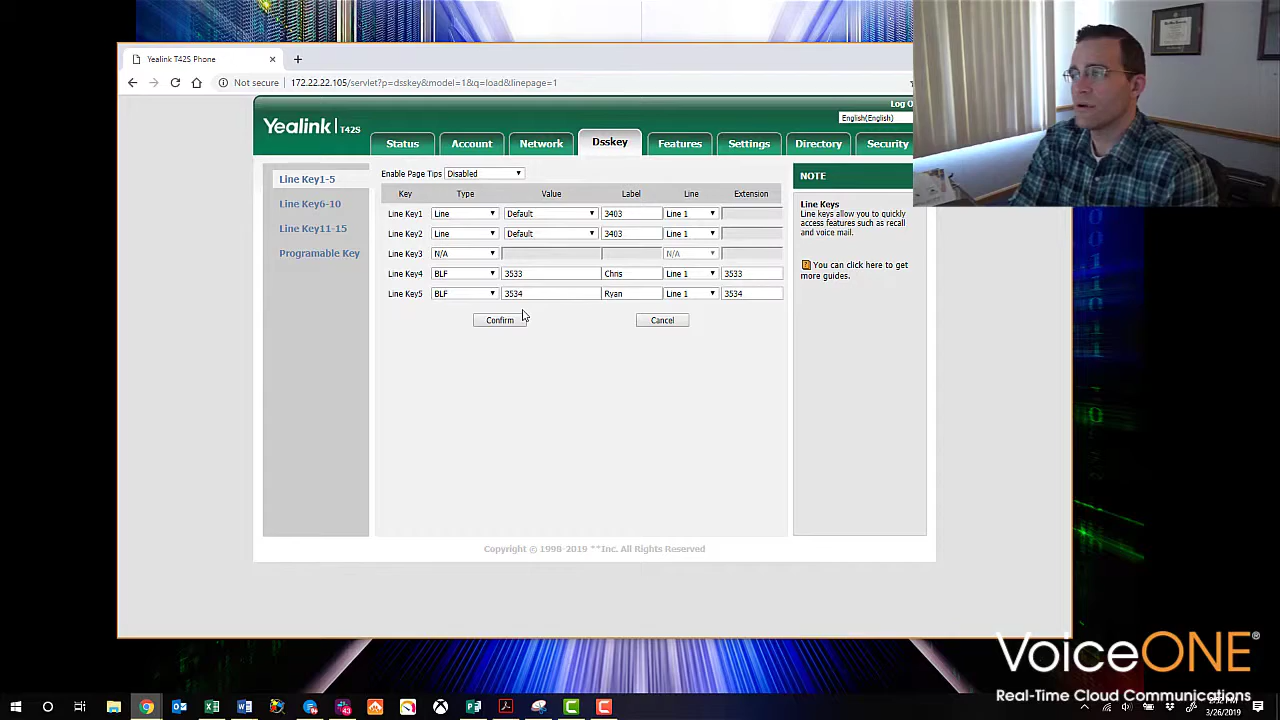 Yealink T42S Phone
Not secure 172.22.22.105/servlet?p=dsskey&model=1&q=load&linepage=1
Log O
English(English)
Yealink T42S
Status Account Network Dsskey Features Settings Directory Security
Line Key1-5
Line Key6-10
Line Key11-15
Programable Key
Enable Page Tips Disabled
Key Type Value Label Line Extension
Line Key1 Line Default 3403 Line 1
Line Key2 Line Default 3403 Line 1
Line Key3 N/A N/A
Line Key4 BLF 3533 Chris Line 1 3533
Line Key5 BLF 3534 Ryan Line 1 3534
Confirm Cancel
NOTE
Line Keys
Line keys allow you to quickly
access features such as recall
and voice mail.
You can click here to get
more guides.
Copyright © 1998-2019 **Inc. All Rights Reserved
VoiceONE®
Real-Time Cloud Communications
3/26/2019